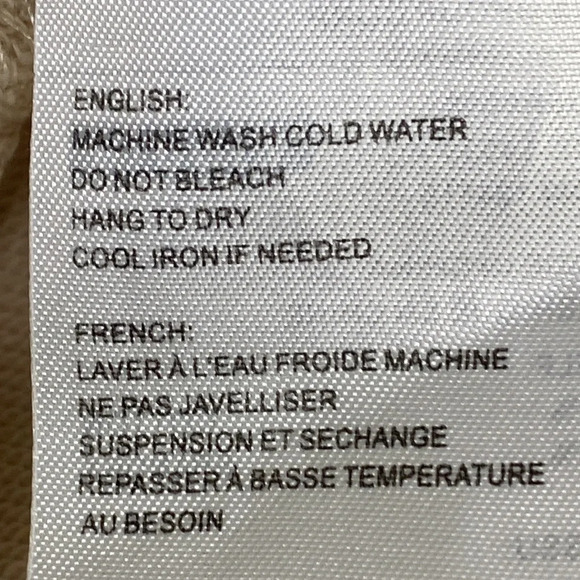 ENGLISH:
MACHINE WASH COLD WATER
DO NOT BLEACH
HANG TO DRY
COOL IRON IF NEEDED
FRENCH:
LAVER À L'EAU FROIDE MACHINE
NE PAS JAVELLISER
SUSPENSION ET SECHANGE
REPASSER À BASSE TEMPERATURE
AU BESOIN